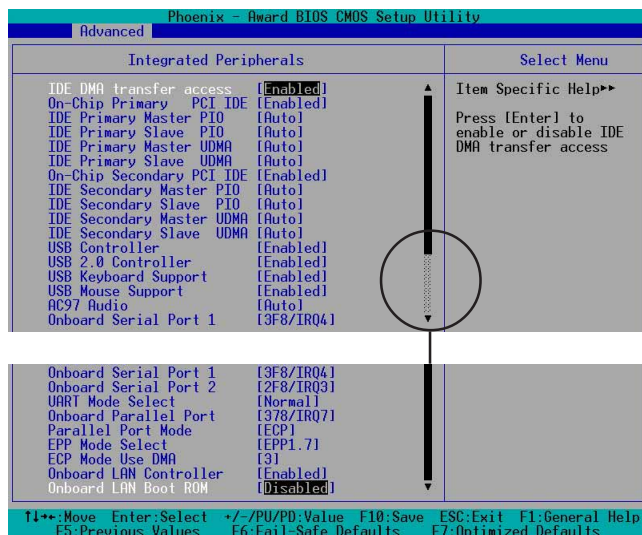 Phoenix - Award BIOS CMOS Setup Utility
Advanced
Integrated Peripherals
Select Menu
IDE DMA transfer access [Enabled]
On-Chip Primary PCI IDE [Enabled]
IDE Primary Master PIO [Auto]
IDE Primary Slave PIO [Auto]
IDE Primary Master UDMA [Auto]
IDE Primary Slave UDMA [Auto]
On-Chip Secondary PCI IDE [Enabled]
IDE Secondary Master PIO [Auto]
IDE Secondary Slave PIO [Auto]
IDE Secondary Master UDMA [Auto]
IDE Secondary Slave UDMA [Auto]
USB Controller [Enabled]
USB 2.0 Controller [Enabled]
USB Keyboard Support [Enabled]
USB Mouse Support [Enabled]
AC97 Audio [Auto]
Onboard Serial Port 1 [3F8/IRQ4]
Item Specific Help▸▸
Press [Enter] to
enable or disable IDE
DMA transfer access
Onboard Serial Port 1 [3F8/IRQ4]
Onboard Serial Port 2 [2F8/IRQ3]
UART Mode Select [Normal]
Onboard Parallel Port [378/IRQ7]
Parallel Port Mode [ECP]
EPP Mode Select [EPP1.7]
ECP Mode Use DMA [3]
Onboard LAN Controller [Enabled]
Onboard LAN Boot ROM [Disabled]
↑↓→←:Move Enter:Select +/-/PU/PD:Value F10:Save ESC:Exit F1:General Help
F5:Previous Values F6:Fail-Safe Defaults F7:Optimized Defaults